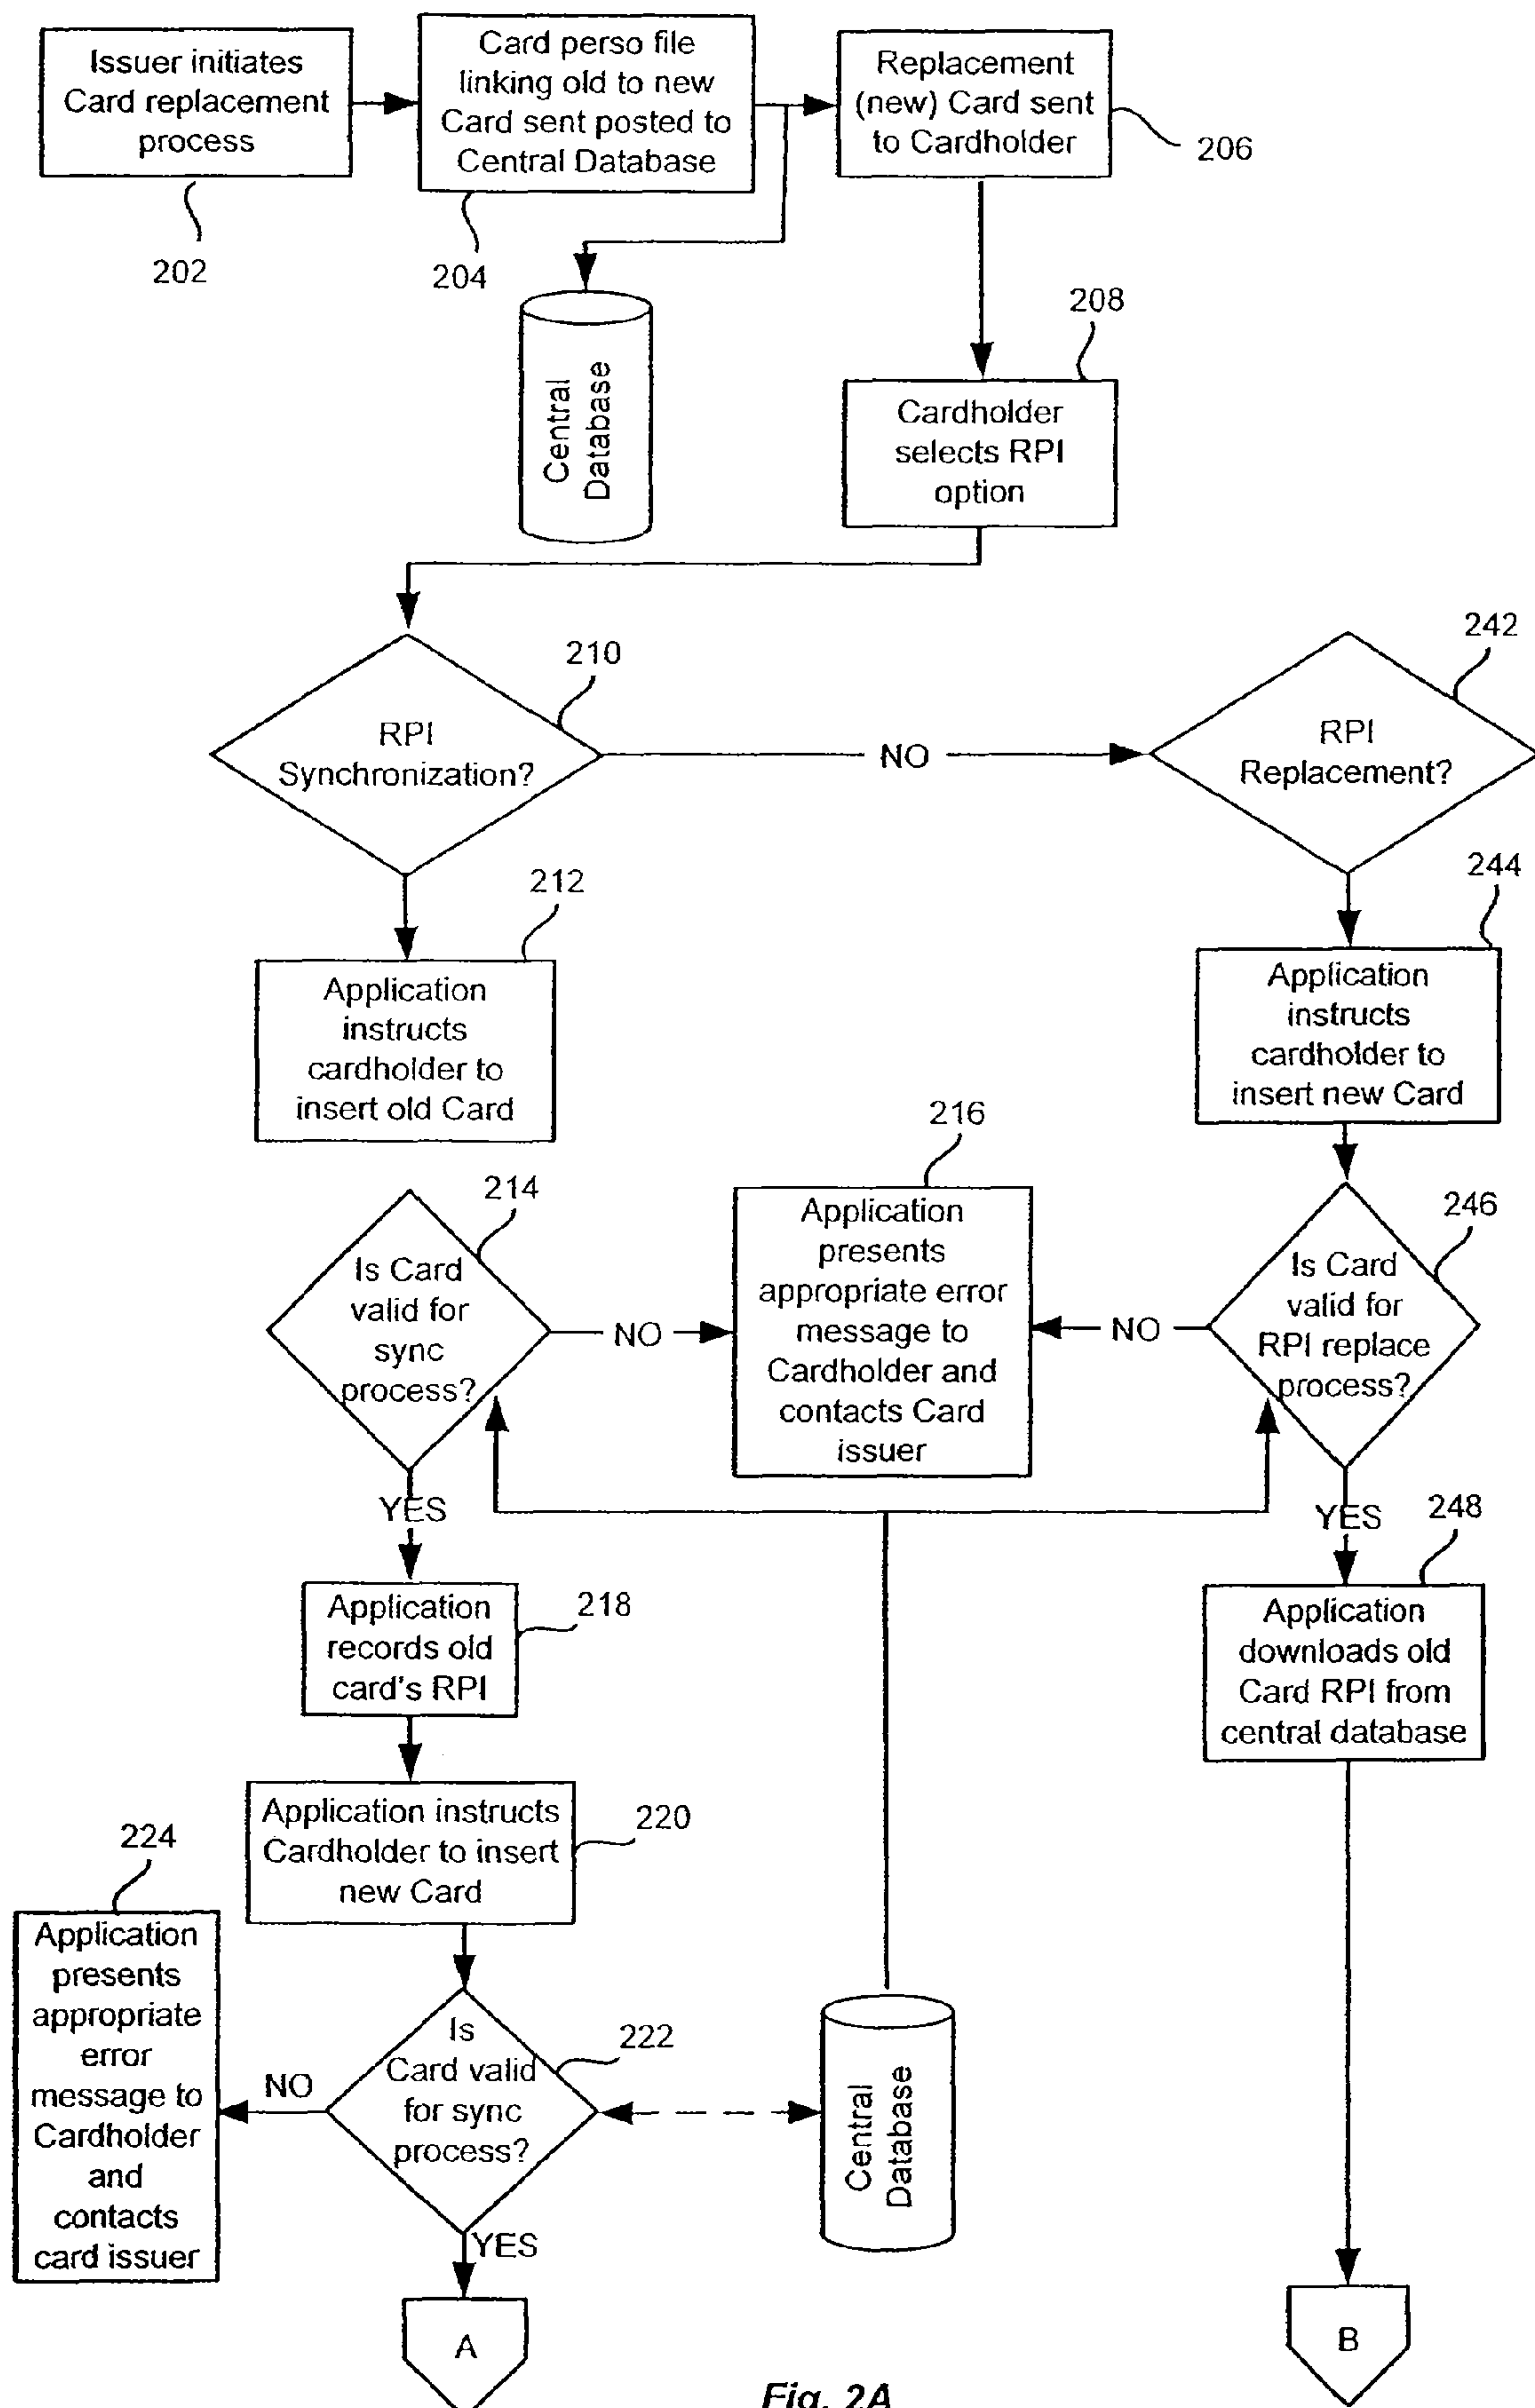 Issuer initiates
Card replacement
process
202
Card perso file
linking old to new
Card sent posted to
Central Database
204
Replacement
(new) Card sent
to Cardholder
206
Central
Database
208
Cardholder
selects RPI
option
210
RPI
Synchronization?
NO
242
RPI
Replacement?
212
Application
instructs
cardholder to
insert old Card
244
Application
instructs
cardholder to
insert new Card
214
Is Card
valid for
sync
process?
NO
216
Application
presents
appropriate error
message to
Cardholder and
contacts Card
issuer
NO
246
Is Card
valid for
RPI replace
process?
YES
YES
218
Application
records old
card's RPI
248
Application
downloads old
Card RPI from
central database
220
Application instructs
Cardholder to insert
new Card
224
Application
presents
appropriate
error
message to
Cardholder
and
contacts
card issuer
NO
222
Is
Card valid
for sync
process?
Central
Database
YES
A
B
Fig. 2A